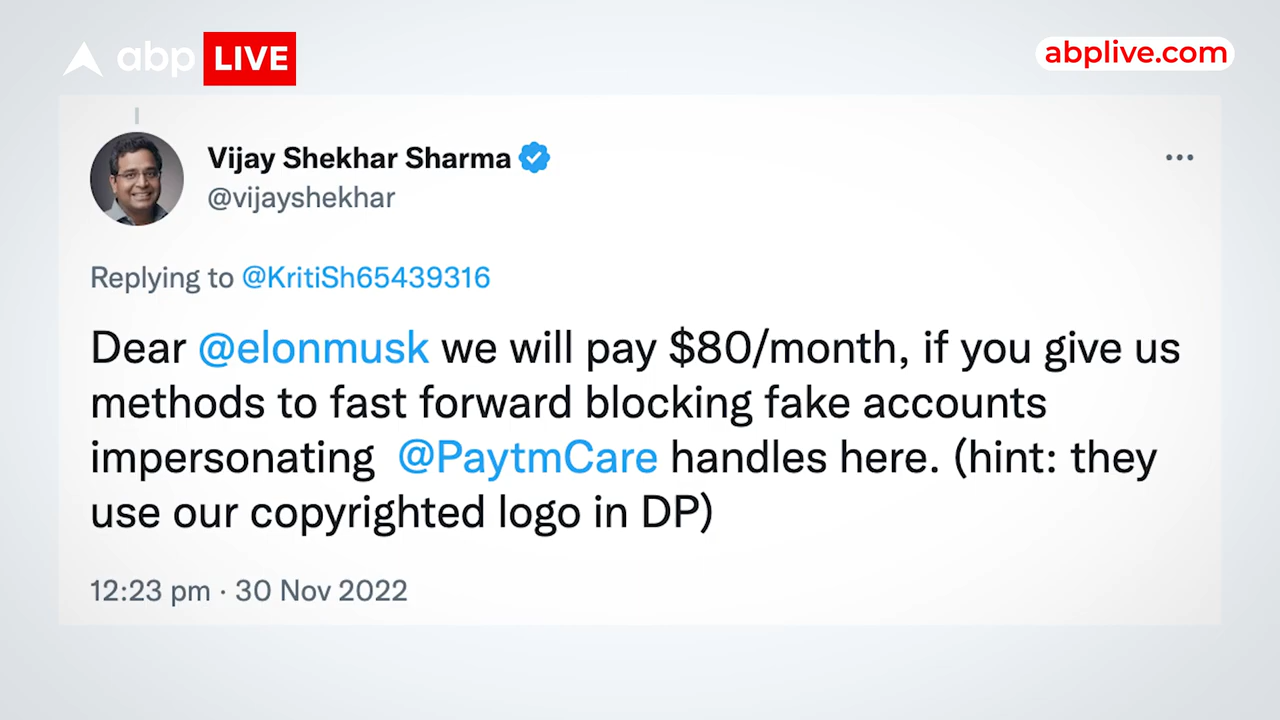 abp LIVE
abplive.com
Vijay Shekhar Sharma
@vijayshekhar
Replying to @KritiSh65439316
Dear @elonmusk we will pay $80/month, if you give us
methods to fast forward blocking fake accounts
impersonating @PaytmCare handles here. (hint: they
use our copyrighted logo in DP)
12:23 pm · 30 Nov 2022